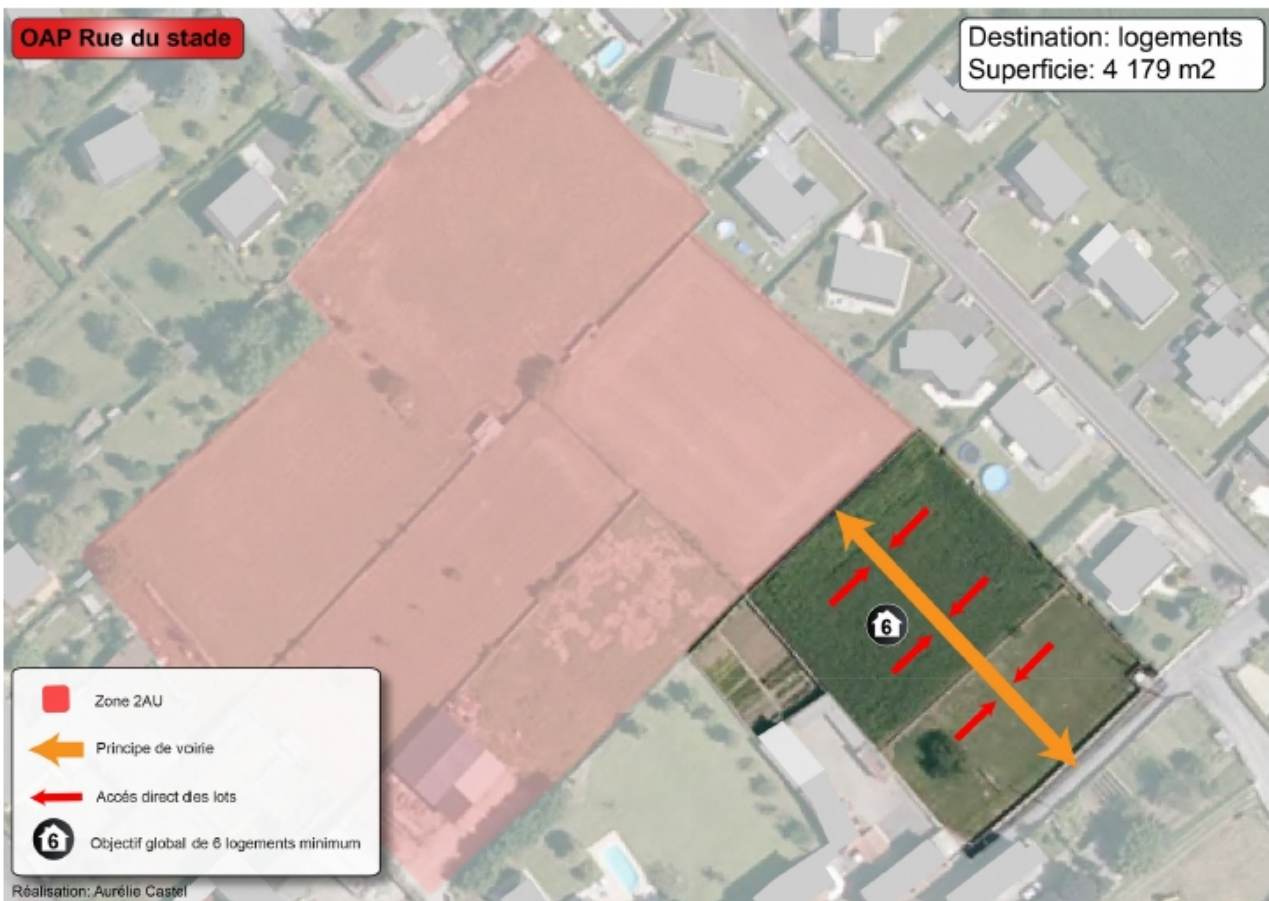 OAP Rue du stade
Destination: logements
Superficie: 4 179 m2
Zone 2AU
Principe de voirie
Accés direct des lots
6
Objectif global de 6 logements minimum
6
Réalisation: Aurélie Castel